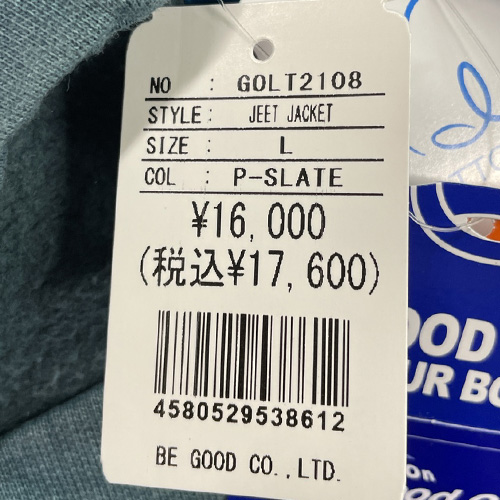 NO : GOLT2108
STYLE: JEET JACKET
SIZE : L
COL : P-SLATE
¥16,000
(税込¥17,600)
4580529538612
BE GOOD CO.,LTD.
OOD
UR BO
on